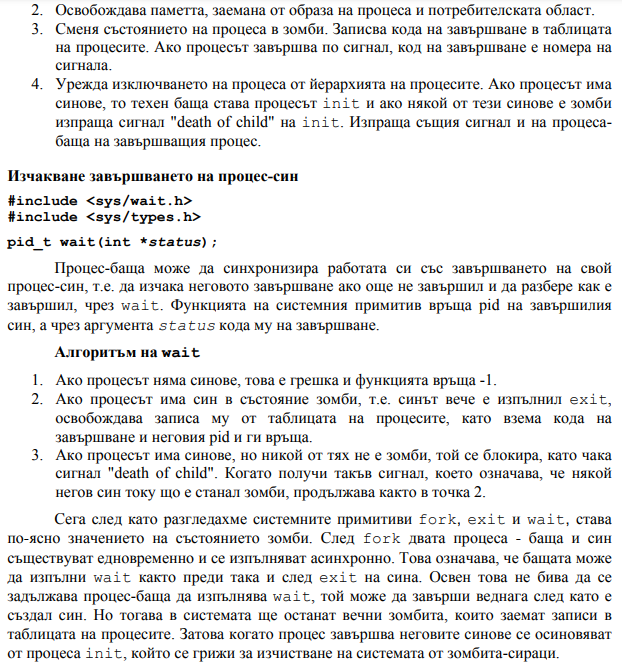 2. Освобождава паметта, заемана от образа на процеса и потребителската област.
3. Сменя състоянието на процеса в зомби. Записва кода на завършване в таблицата
на процесите. Ако процесът завършва по сигнал, код на завършване е номера на
сигнала.
4. Урежда изключването на процеса от йерархията на процесите. Ако процесът има
синове, то техен баща става процесът init и ако някой от тези синове е зомби
изпраща сигнал "death of child" на init. Изпраща същия сигнал и на процеса-
баща на завършващия процес.
Изчакване завършването на процес-син
#include <sys/wait.h>
#include <sys/types.h>
pid_t wait(int *status);
Процес-баща може да синхронизира работата си със завършването на свой
процес-син, т.е. да изчака неговото завършване ако още не завършил и да разбере как е
завършил, чрез wait. Функцията на системния примитив връща pid на завършилия
син, а чрез аргумента status кода му на завършване.
Алгоритъм на wait
1. Ако процесът няма синове, това е грешка и функцията връща -1.
2. Ако процесът има син в състояние зомби, т.е. синът вече е изпълнил exit,
освобождава записа му от таблицата на процесите, като взема кода на
завършване и неговия pid и ги връща.
3. Ако процесът има синове, но никой от тях не е зомби, той се блокира, като чака
сигнал "death of child". Когато получи такъв сигнал, което означава, че някой
негов син току що е станал зомби, продължава както в точка 2.
Сега след като разгледахме системните примитиви fork, exit и wait, става
по-ясно значението на състоянието зомби. След fork двата процеса - баща и син
съществуват едновременно и се изпълняват асинхронно. Това означава, че бащата може
да изпълни wait както преди така и след exit на сина. Освен това не бива да се
задължава процес-баща да изпълнява wait, той може да завърши веднага след като е
създал син. Но тогава в системата ще останат вечни зомбита, които заемат записи в
таблицата на процесите. Затова когато процес завършва неговите синове се осиновяват
от процеса init, който се грижи за изчистване на системата от зомбита-сираци.